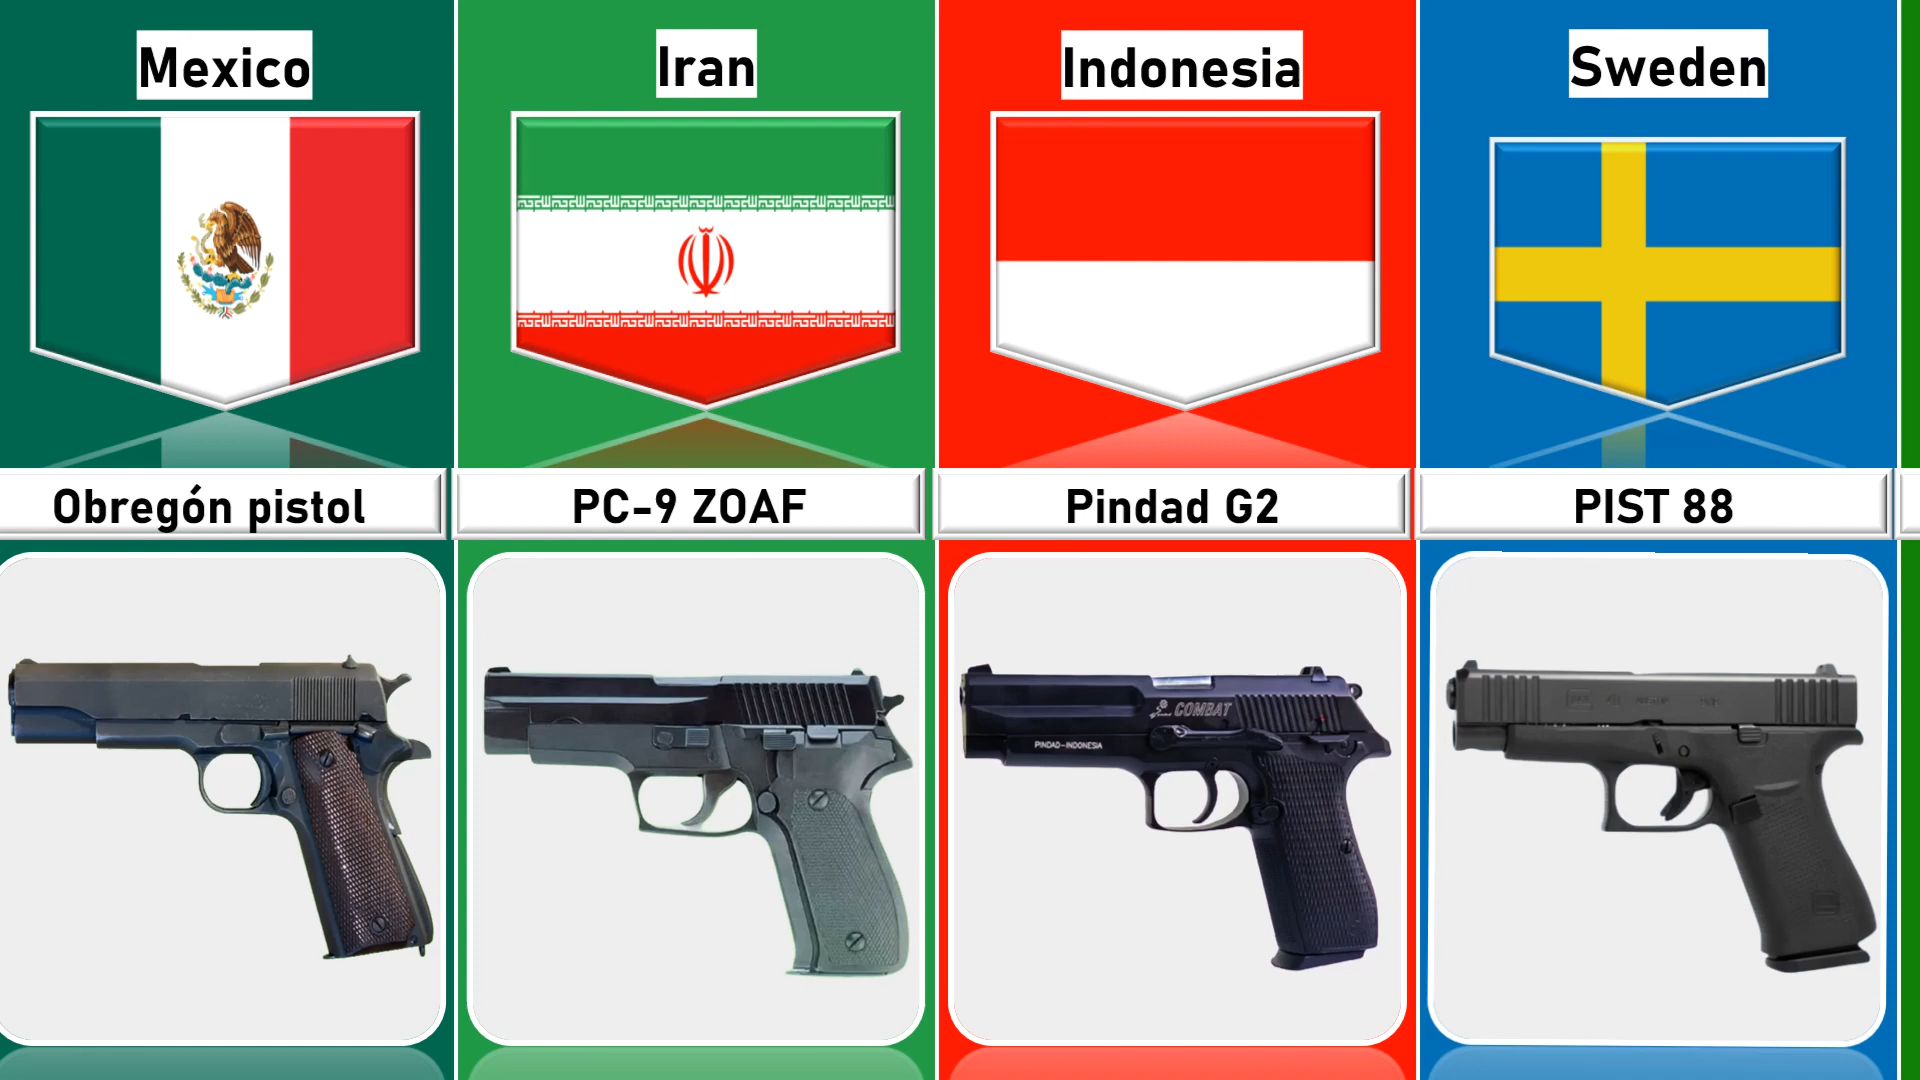 Mexico
Iran
Indonesia
Sweden
Obregón pistol
PC-9 ZOAF
Pindad G2
PIST 88
COMBAT
PINDAD-INDONESIA